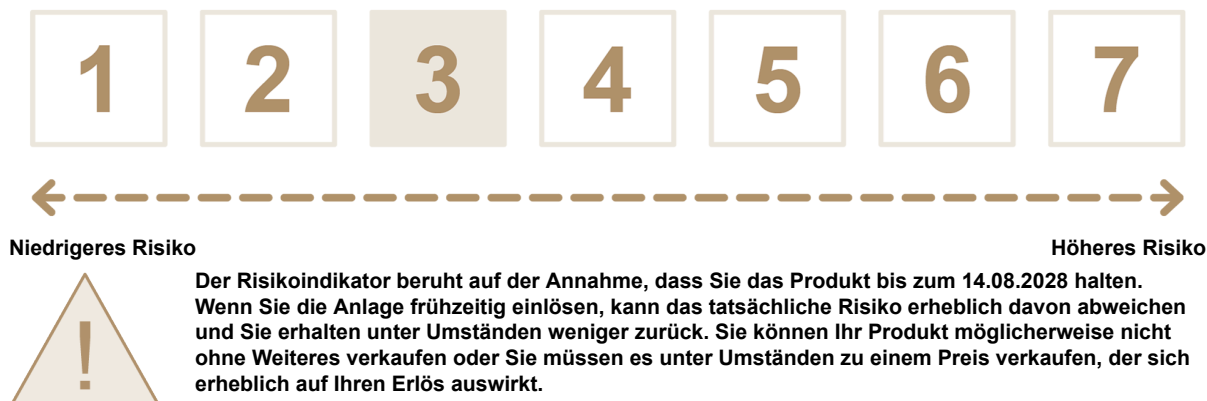 1 2 3 4 5 6 7
Niedrigeres Risiko Höheres Risiko
!
Der Risikoindikator beruht auf der Annahme, dass Sie das Produkt bis zum 14.08.2028 halten.
Wenn Sie die Anlage frühzeitig einlösen, kann das tatsächliche Risiko erheblich davon abweichen
und Sie erhalten unter Umständen weniger zurück. Sie können Ihr Produkt möglicherweise nicht
ohne Weiteres verkaufen oder Sie müssen es unter Umständen zu einem Preis verkaufen, der sich
erheblich auf Ihren Erlös auswirkt.